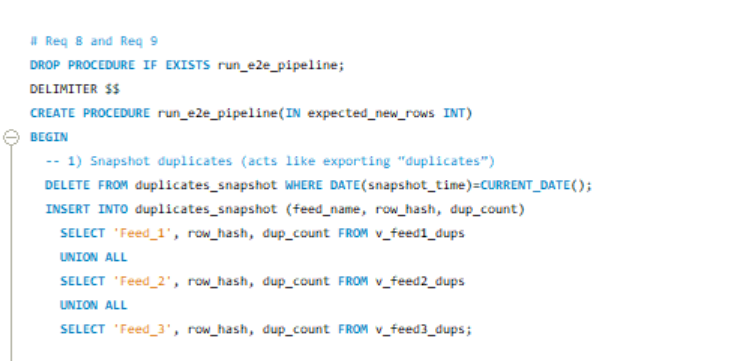 # Req 8 and Req 9
DROP PROCEDURE IF EXISTS run_e2e_pipeline;
DELIMITER $$
CREATE PROCEDURE run_e2e_pipeline(IN expected_new_rows INT)
BEGIN
-- 1) Snapshot duplicates (acts like exporting “duplicates”)
DELETE FROM duplicates_snapshot WHERE DATE(snapshot_time)=CURRENT_DATE();
INSERT INTO duplicates_snapshot (feed_name, row_hash, dup_count)
SELECT 'Feed_1', row_hash, dup_count FROM v_feed1_dups
UNION ALL
SELECT 'Feed_2', row_hash, dup_count FROM v_feed2_dups
UNION ALL
SELECT 'Feed_3', row_hash, dup_count FROM v_feed3_dups;